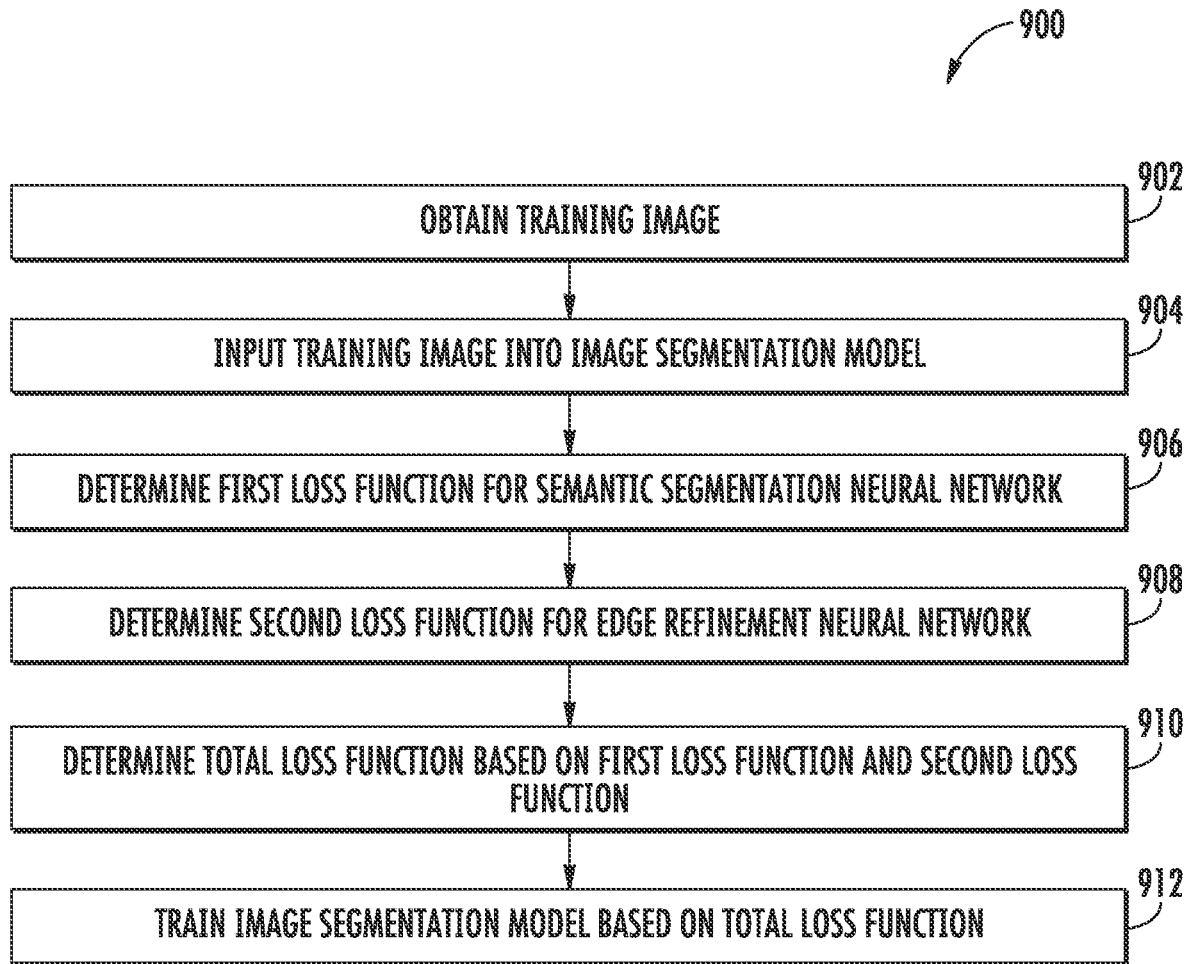 900
902
OBTAIN TRAINING IMAGE
904
INPUT TRAINING IMAGE INTO IMAGE SEGMENTATION MODEL
906
DETERMINE FIRST LOSS FUNCTION FOR SEMANTIC SEGMENTATION NEURAL NETWORK
908
DETERMINE SECOND LOSS FUNCTION FOR EDGE REFINEMENT NEURAL NETWORK
910
DETERMINE TOTAL LOSS FUNCTION BASED ON FIRST LOSS FUNCTION AND SECOND LOSS
FUNCTION
912
TRAIN IMAGE SEGMENTATION MODEL BASED ON TOTAL LOSS FUNCTION